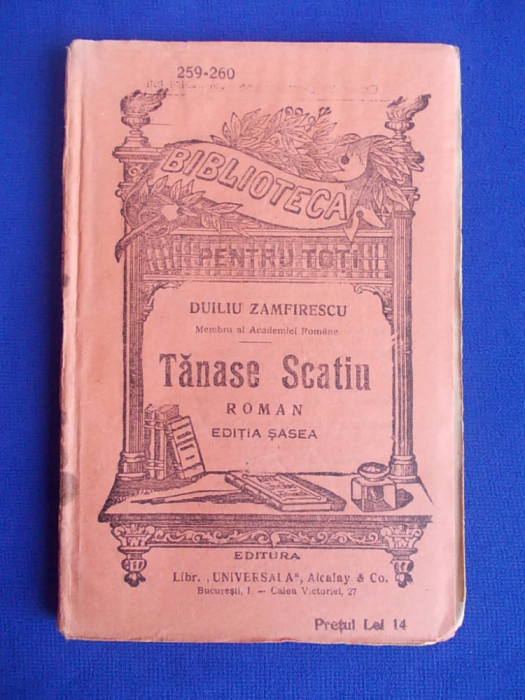 259-260
BIBLIOTECA
PENTRU TOȚI
DUILIU ZAMFIRESCU
Membru al Academiei Române
Tănase Scatiu
ROMAN
EDIȚIA ȘASEA
EDITURA
Libr. „UNIVERSALA", Alcalay & Co.
București, I. — Calea Victoriei, 27
Prețul Lei 14